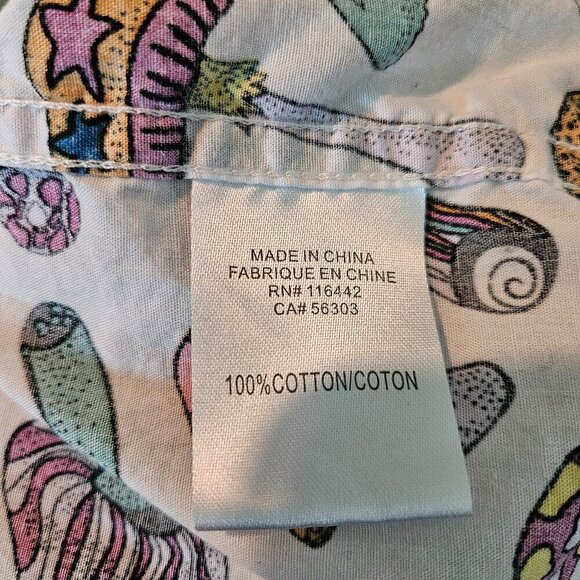 MADE IN CHINA
FABRIQUE EN CHINE
RN# 116442
CA# 56303
100%COTTON/COTON